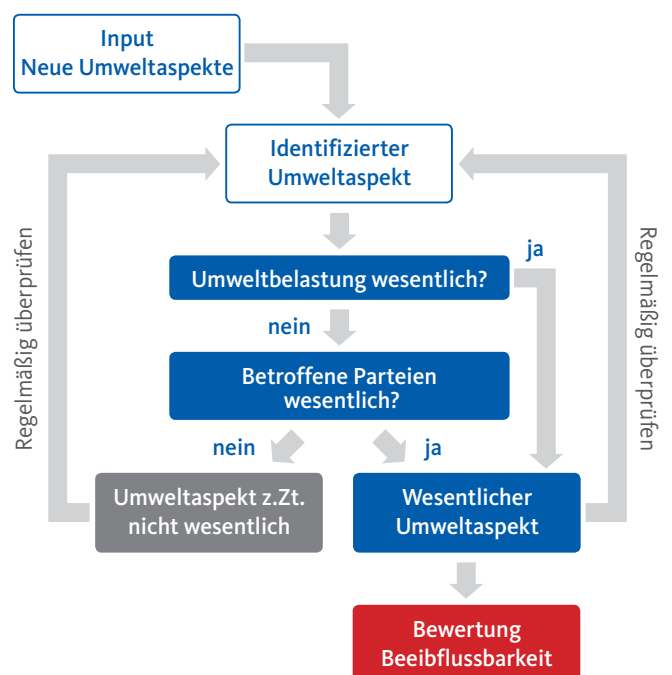 Input
Neue Umweltaspekte
Identifizierter
Umweltaspekt
Regelmäßig überprüfen
Regelmäßig überprüfen
ja
Umweltbelastung wesentlich?
nein
Betroffene Parteien
wesentlich?
nein
ja
Umweltaspekt z.Zt.
nicht wesentlich
Wesentlicher
Umweltaspekt
Bewertung
Beeibflussbarkeit